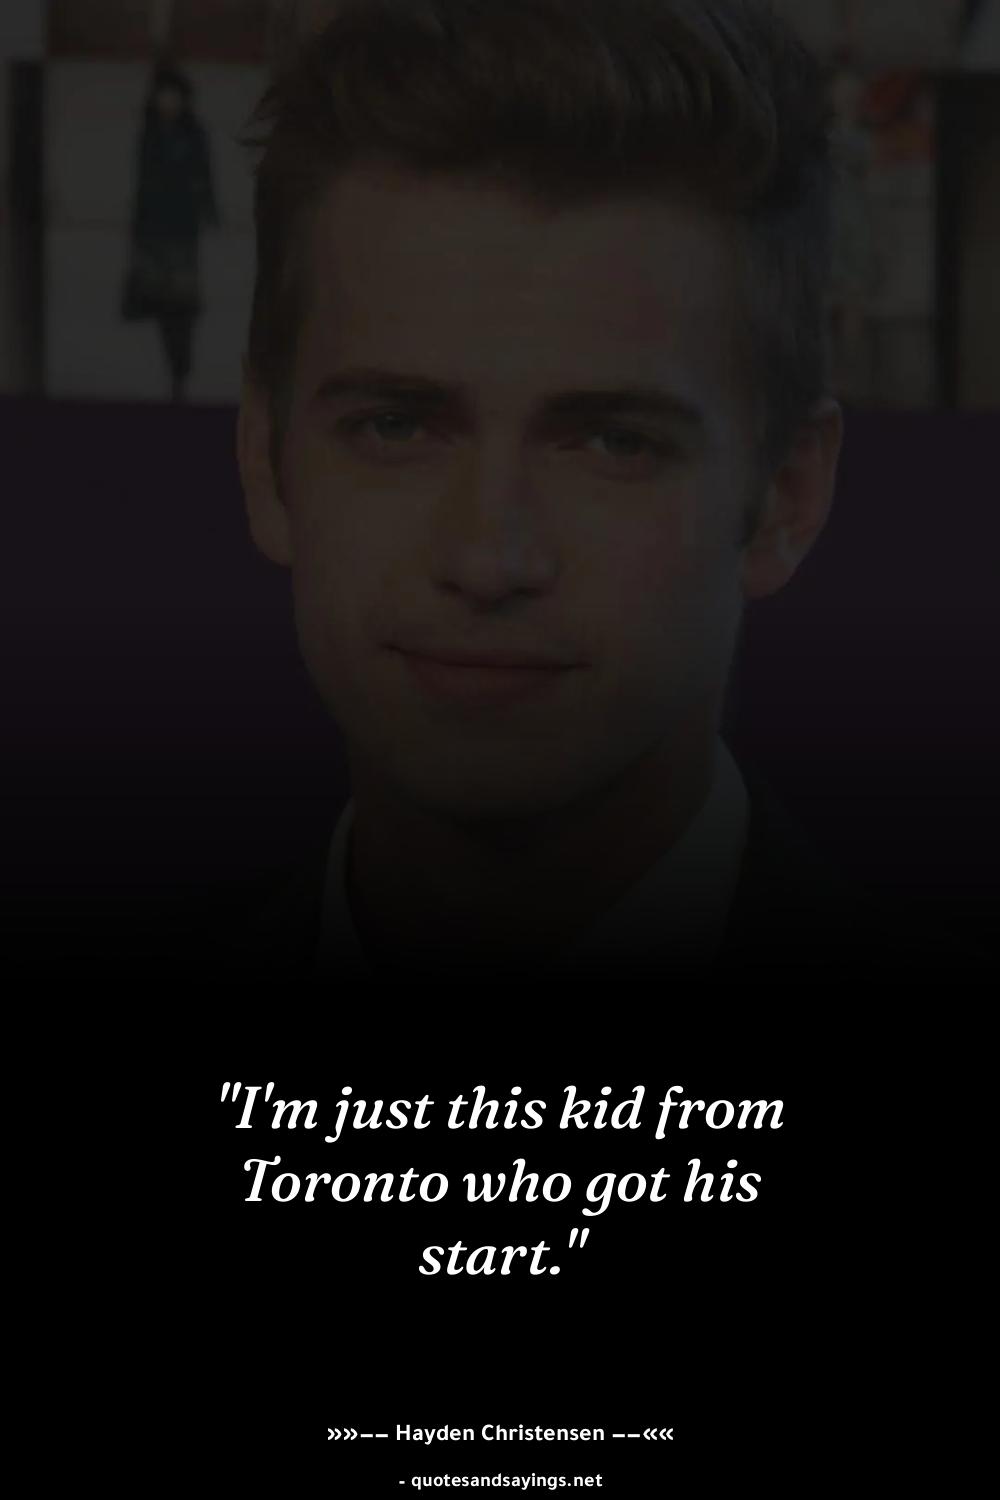 "I'm just this kid from
Toronto who got his
start."
»»−− Hayden Christensen −−««
- quotesandsayings.net